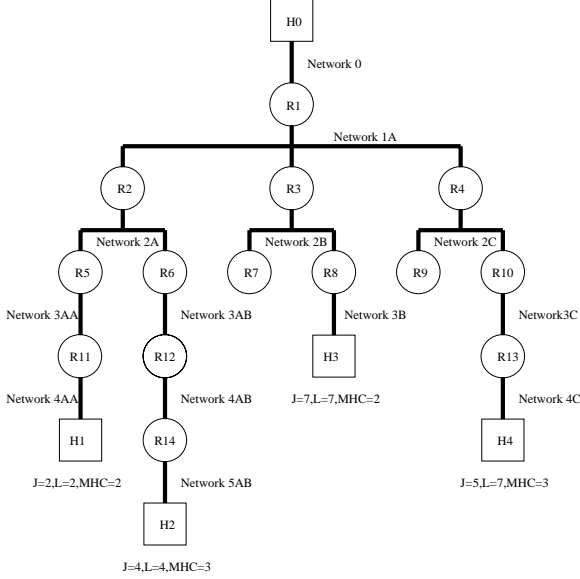 H0
Network 0
R1
Network 1A
R2
R3
R4
Network 2A
Network 2B
Network 2C
R5
R6
R7
R8
R9
R10
Network 3AA
Network 3AB
Network 3B
Network3C
R11
R12
H3
R13
J=7,L=7,MHC=2
Network 4AA
Network 4AB
Network 4C
H1
R14
H4
J=2,L=2,MHC=2
Network 5AB
J=5,L=7,MHC=3
H2
J=4,L=4,MHC=3